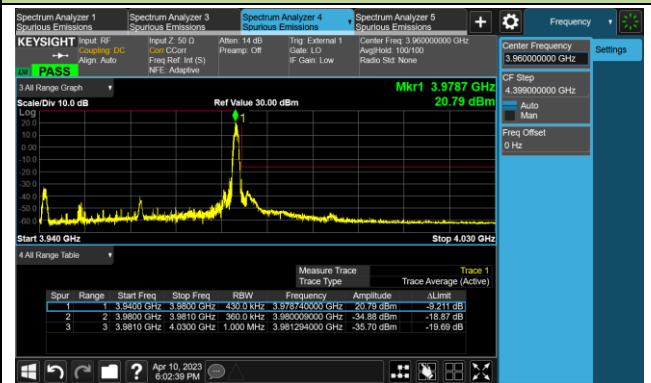 Spectrum Analyzer 1
Spurious Emissions
Spectrum Analyzer 3
Spurious Emissions
Spectrum Analyzer 4
Spurious Emissions
Spectrum Analyzer 5
Spurious Emissions
Frequency
KEYSIGHT
Input: RF
Coupling: DC
Align: Auto
Input Z: 50 Ω
Corr CCorr
Freq Ref: Int (S)
NFE: Adaptive
Atten: 14 dB
Preamp: Off
Trig: External 1
Gate: LO
IF Gain: Low
Center Freq: 3.960000000 GHz
Avg|Hold: 100/100
Radio Std: None
PASS
Center Frequency
3.960000000 GHz
Settings
CF Step
4.399000000 GHz
Auto
Man
Freq Offset
0 Hz
3 All Range Graph
Mkr1 3.9787 GHz
Scale/Div 10.0 dB
Ref Value 30.00 dBm
20.79 dBm
Log
1
20.0
10.0
0.00
-10.0
-20.0
-30.0
-40.0
-50.0
-60.0
Start 3.940 GHz
Stop 4.030 GHz
4 All Range Table
Measure Trace Trace 1
Trace Type Trace Average (Active)
Spur Range Start Freq Stop Freq RBW Frequency Amplitude ΔLimit
1 1 3.9400 GHz 3.9800 GHz 430.0 kHz 3.978740000 GHz 20.79 dBm -9.211 dB
2 2 3.9800 GHz 3.9810 GHz 360.0 kHz 3.980009000 GHz -34.88 dBm -18.87 dB
3 3 3.9810 GHz 4.0300 GHz 1.000 MHz 3.981294000 GHz -35.70 dBm -19.69 dB
Apr 10, 2023
6:02:39 PM